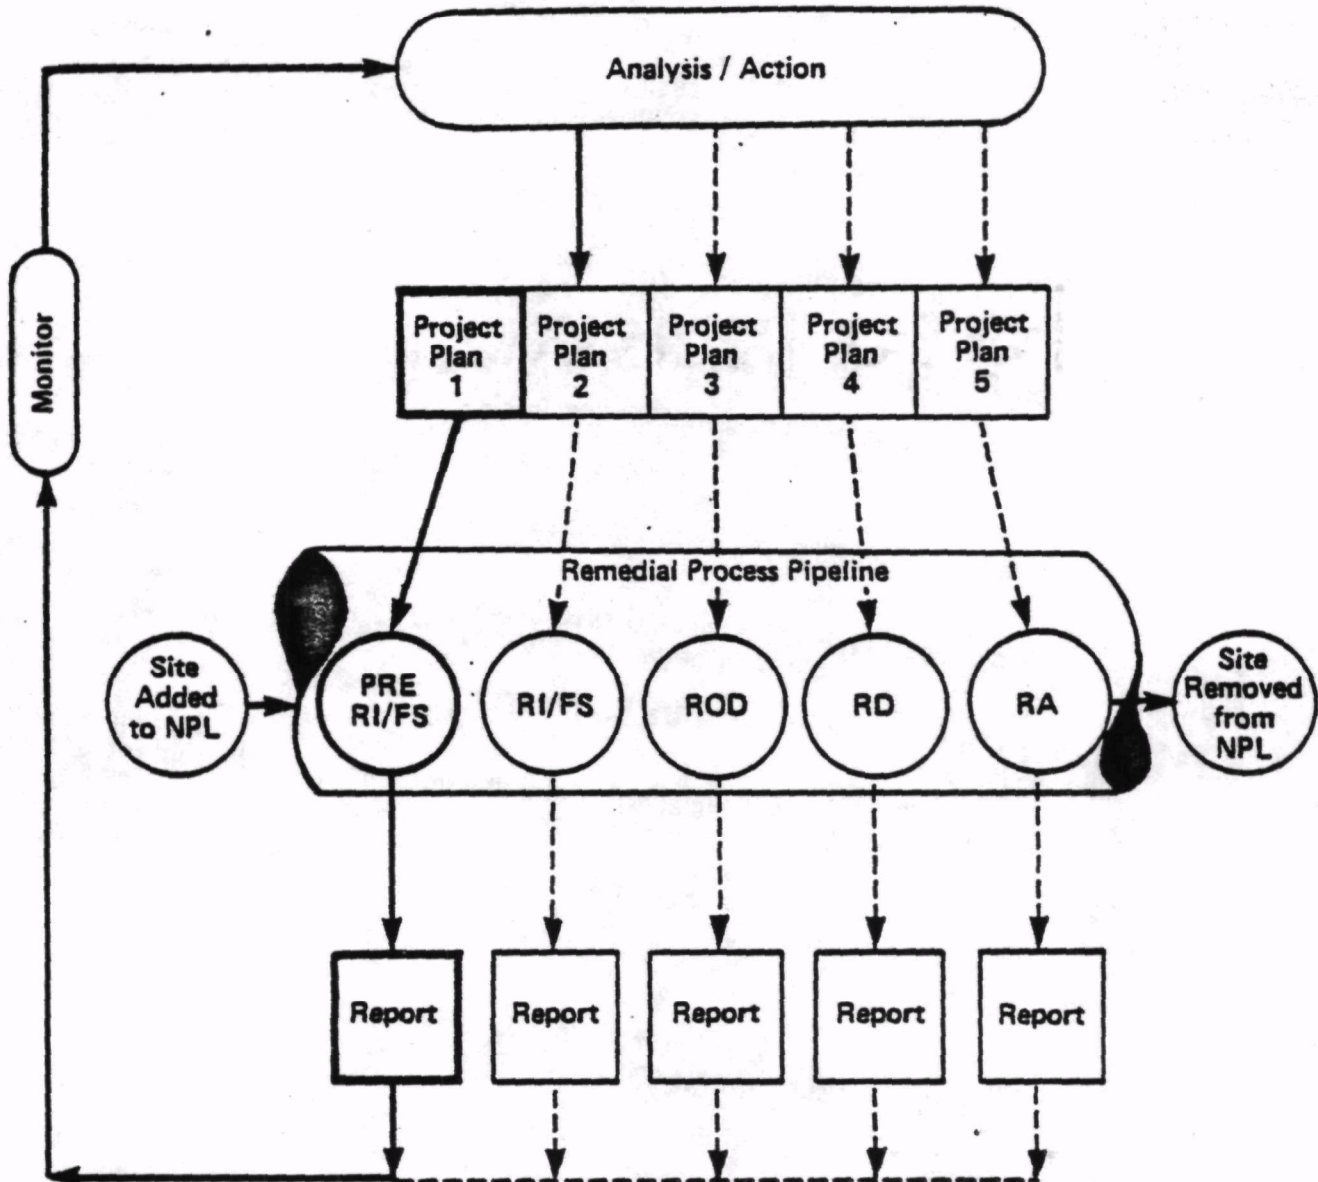 Analysis / Action
Monitor
Project
Plan
1
Project
Plan
2
Project
Plan
3
Project
Plan
4
Project
Plan
5
Remedial Process Pipeline
Site
Added
to NPL
PRE
RI/FS
RI/FS
ROD
RD
RA
Site
Removed
from
NPL
Report
Report
Report
Report
Report